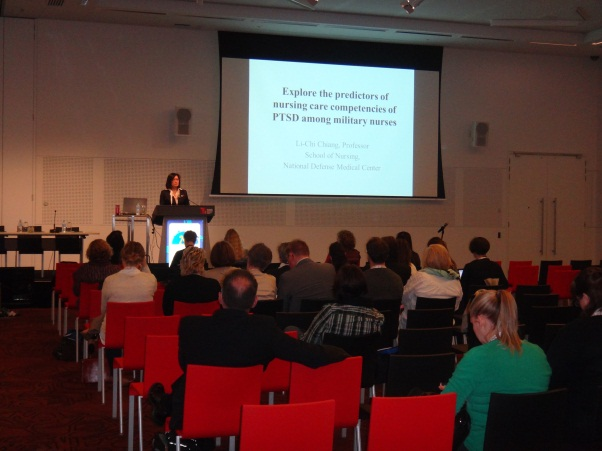 Explore the predictors of
nursing care competencies of
PTSD among military nurses
Li-Chi Chiang, Professor
School of Nursing,
National Defense Medical Center